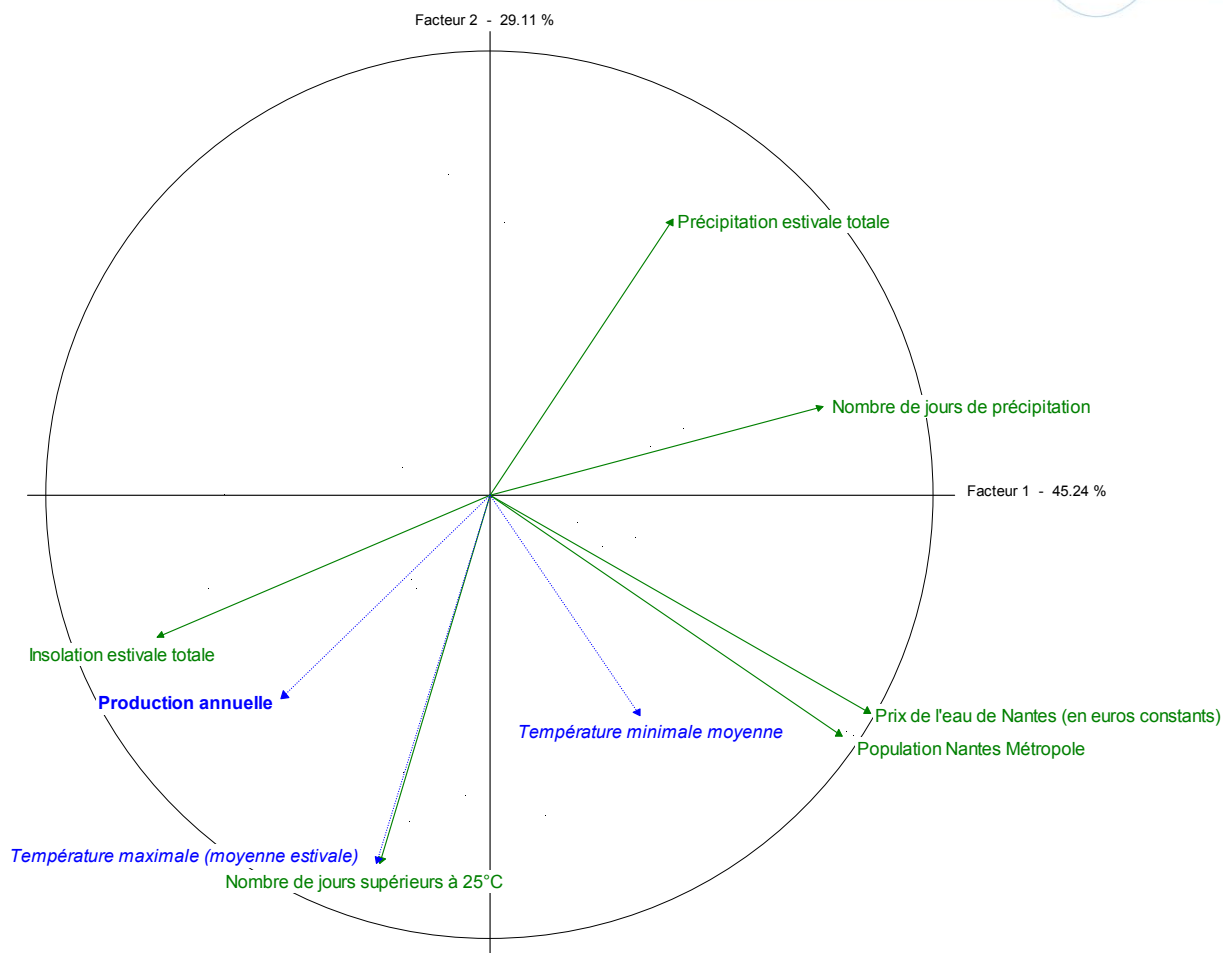 Facteur 2 - 29.11 %
Précipitation estivale totale
Nombre de jours de précipitation
Facteur 1 - 45.24 %
Insolation estivale totale
Production annuelle
Température minimale moyenne
Prix de l'eau de Nantes (en euros constants)
Population Nantes Métropole
Température maximale (moyenne estivale)
Nombre de jours supérieurs à 25°C